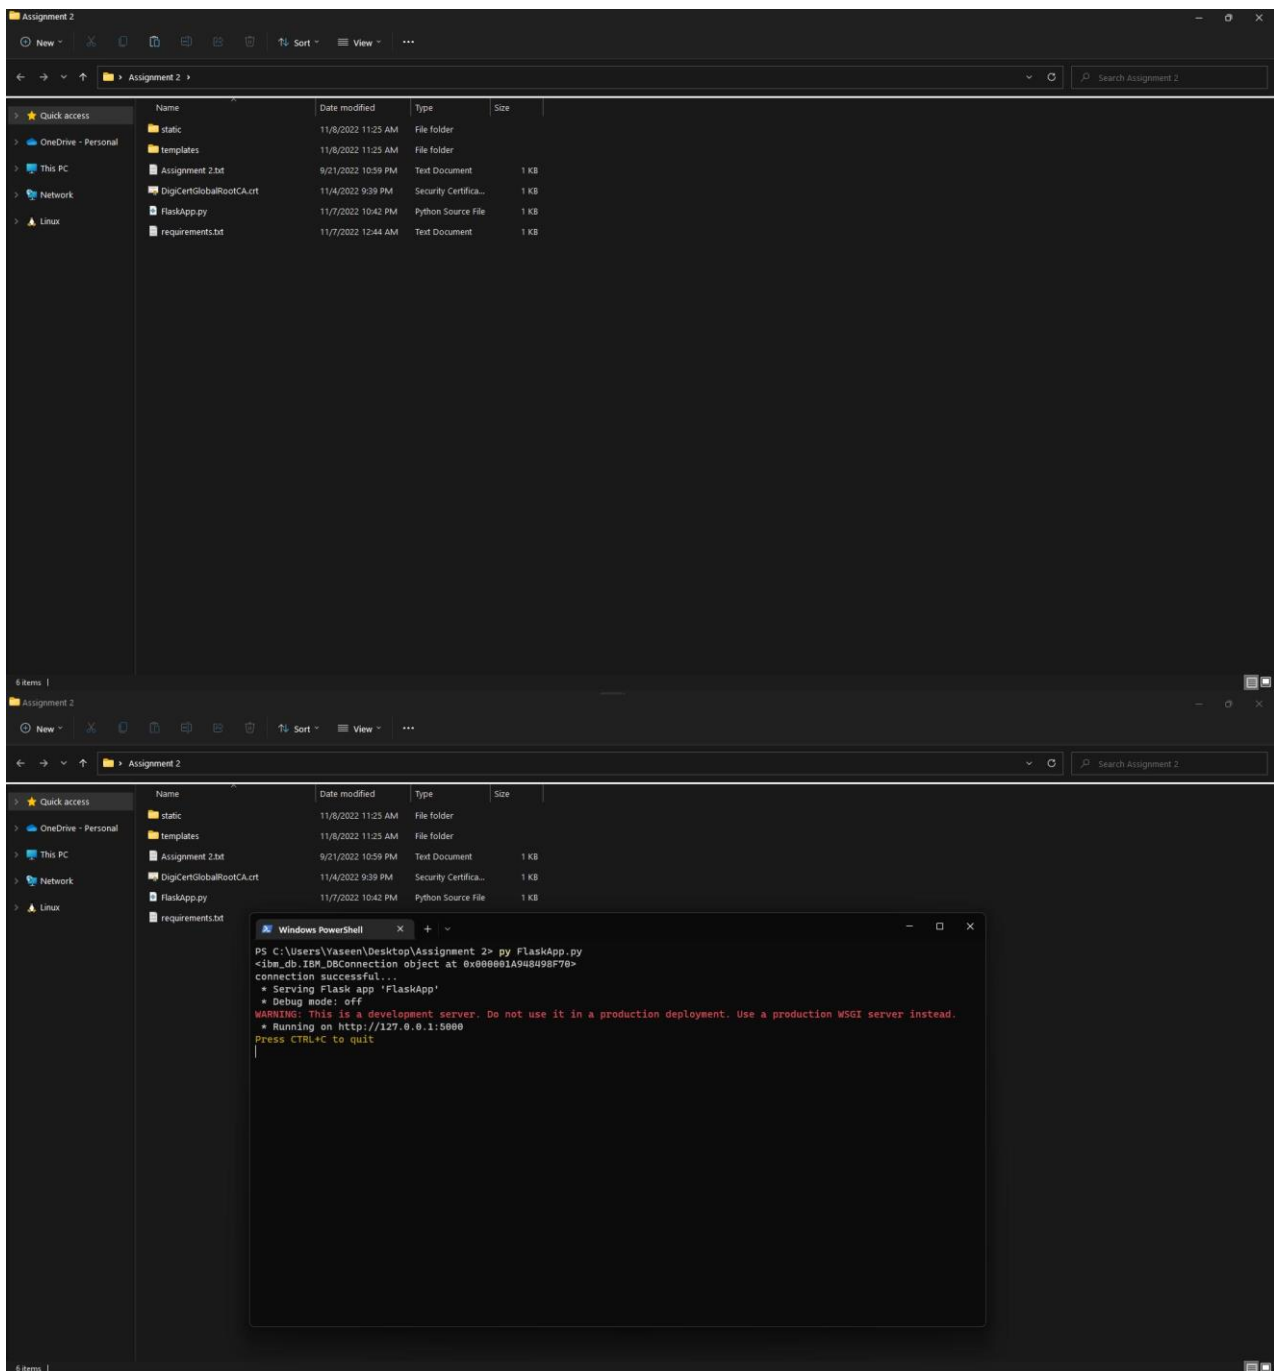 Assignment 2
New
Sort View ...
Assignment 2
Search Assignment 2
Name Date modified Type Size
Quick access
static 11/8/2022 11:25 AM File folder
OneDrive - Personal
templates 11/8/2022 11:25 AM File folder
This PC
Assignment 2.txt 9/21/2022 10:59 PM Text Document 1 KB
Network
DigiCertGlobalRootCA.crt 11/4/2022 9:39 PM Security Certifica... 1 KB
Linux
FlaskApp.py 11/7/2022 10:42 PM Python Source File 1 KB
requirements.txt 11/7/2022 12:44 AM Text Document 1 KB
6 items
Assignment 2
New
Sort View ...
Assignment 2
Search Assignment 2
Name Date modified Type Size
Quick access
static 11/8/2022 11:25 AM File folder
OneDrive - Personal
templates 11/8/2022 11:25 AM File folder
This PC
Assignment 2.txt 9/21/2022 10:59 PM Text Document 1 KB
Network
DigiCertGlobalRootCA.crt 11/4/2022 9:39 PM Security Certifica... 1 KB
Linux
FlaskApp.py 11/7/2022 10:42 PM Python Source File 1 KB
requirements.txt
Windows PowerShell
PS C:\Users\Yaseen\Desktop\Assignment 2> py FlaskApp.py
<ibm_db.IBM_DBConnection object at 0x000001A948498F70>
connection successful...
* Serving Flask app 'FlaskApp'
* Debug mode: off
WARNING: This is a development server. Do not use it in a production deployment. Use a production WSGI server instead.
* Running on http://127.0.0.1:5000
Press CTRL+C to quit
6 items